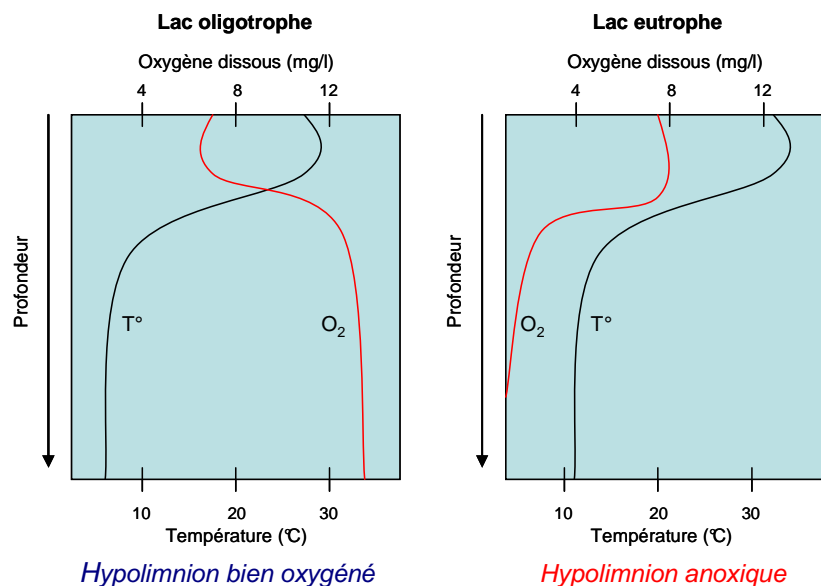 Lac oligotrophe
Oxygène dissous (mg/l)
4 8 12
Profondeur
T° O2
10 20 30
Température (°C)
Hypolimnion bien oxygéné
Lac eutrophe
Oxygène dissous (mg/l)
4 8 12
Profondeur
O2 T°
10 20 30
Température (°C)
Hypolimnion anoxique